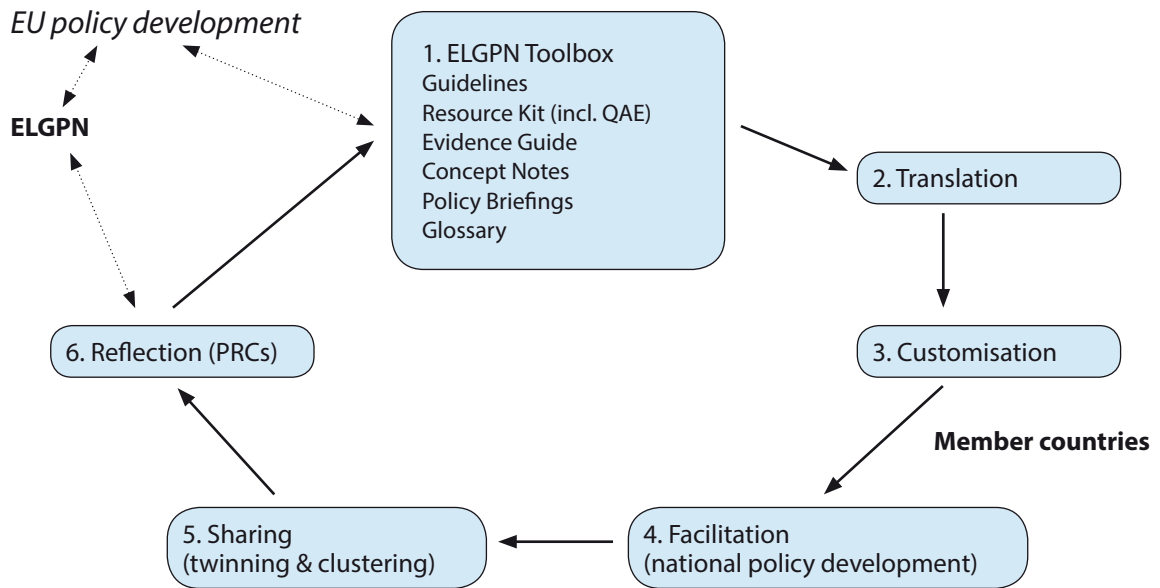 EU policy development
ELGPN
1. ELGPN Toolbox
Guidelines
Resource Kit (incl. QAE)
Evidence Guide
Concept Notes
Policy Briefings
Glossary
2. Translation
3. Customisation
Member countries
4. Facilitation
(national policy development)
5. Sharing
(twinning & clustering)
6. Reflection (PRCs)